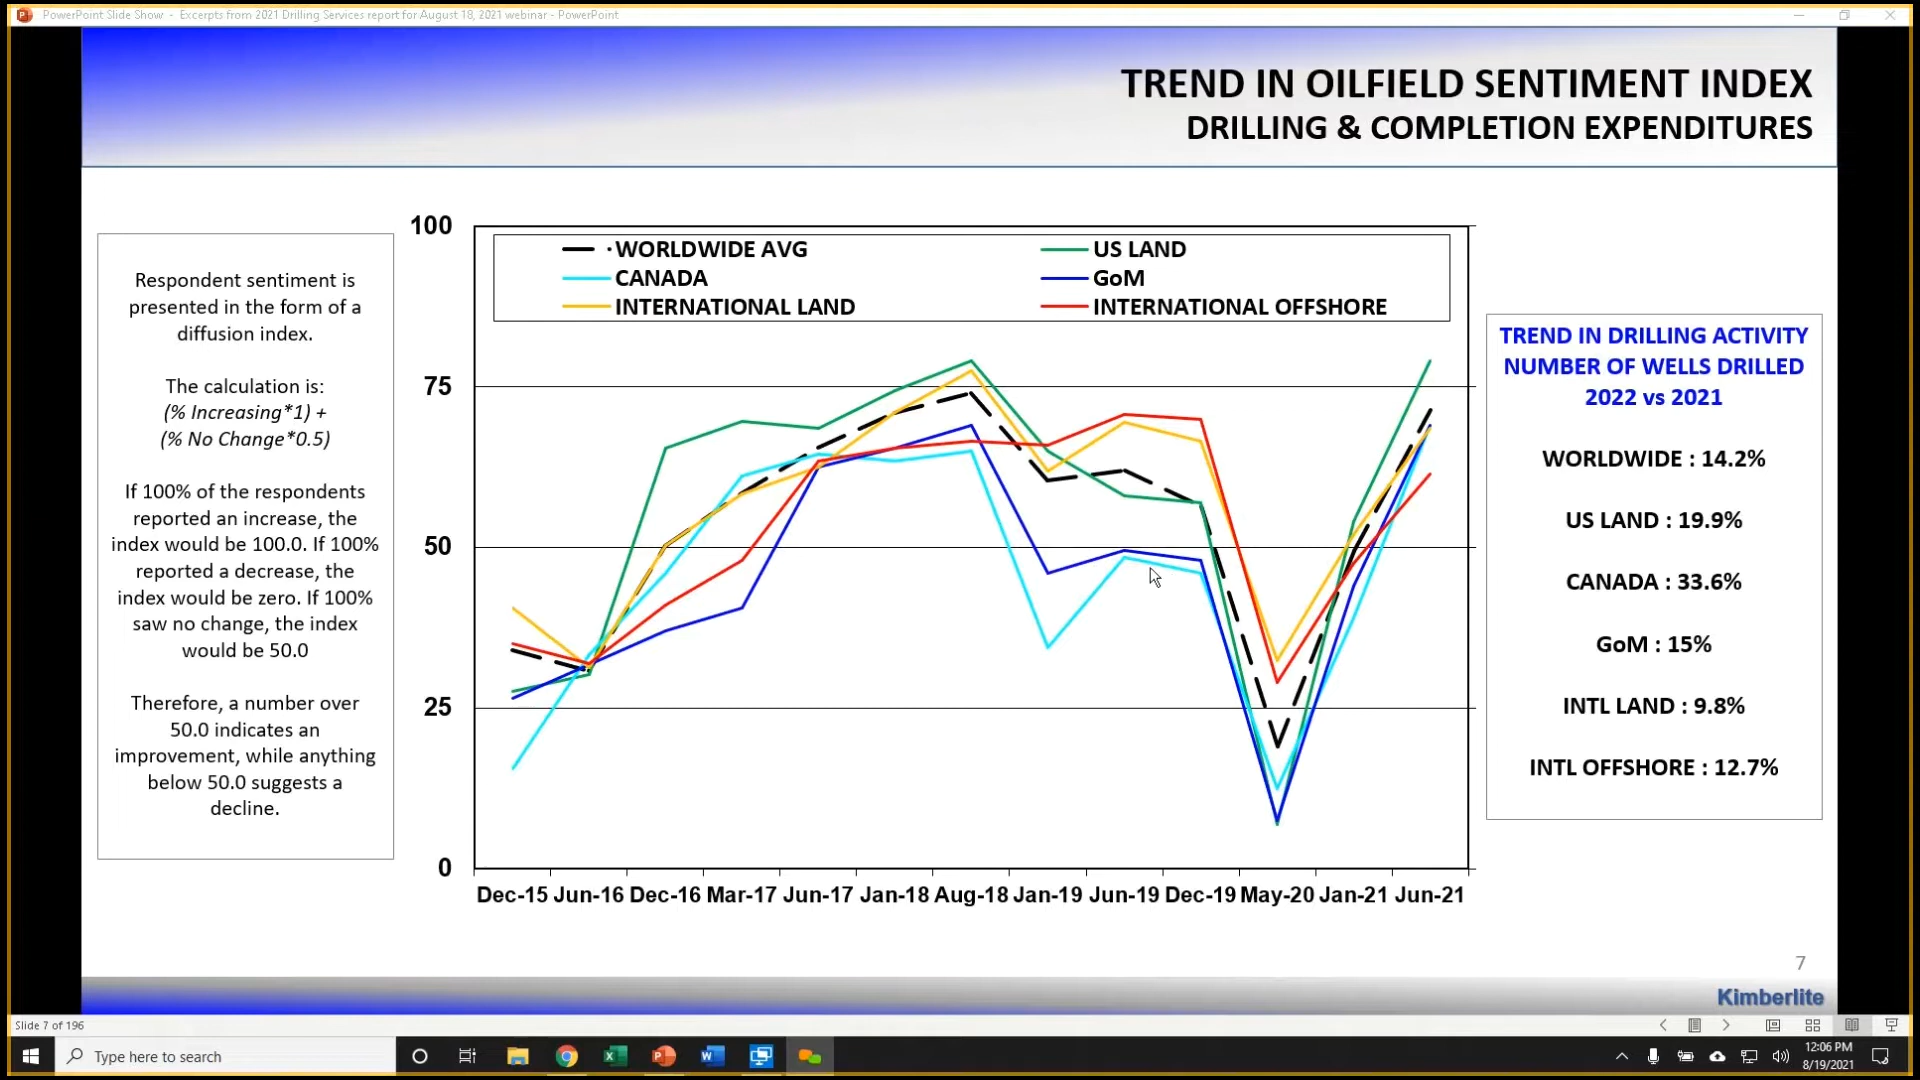 PowerPoint Slide Show - Excerpts from 2021 Drilling Services report for August 18, 2021 webinar - PowerPoint
TREND IN OILFIELD SENTIMENT INDEX
DRILLING & COMPLETION EXPENDITURES
Respondent sentiment is
presented in the form of a
diffusion index.
The calculation is:
(% Increasing*1) +
(% No Change*0.5)
If 100% of the respondents
reported an increase, the
index would be 100.0. If 100%
reported a decrease, the
index would be zero. If 100%
saw no change, the index
would be 50.0
Therefore, a number over
50.0 indicates an
improvement, while anything
below 50.0 suggests a
decline.
100
75
50
25
0
WORLDWIDE AVG
US LAND
CANADA
GoM
INTERNATIONAL LAND
INTERNATIONAL OFFSHORE
Dec-15 Jun-16 Dec-16 Mar-17 Jun-17 Jan-18 Aug-18 Jan-19 Jun-19 Dec-19 May-20 Jan-21 Jun-21
TREND IN DRILLING ACTIVITY
NUMBER OF WELLS DRILLED
2022 vs 2021
WORLDWIDE : 14.2%
US LAND : 19.9%
CANADA : 33.6%
GoM : 15%
INTL LAND : 9.8%
INTL OFFSHORE : 12.7%
7
Kimberlite
Slide 7 of 196
Type here to search
12:06 PM
8/19/2021